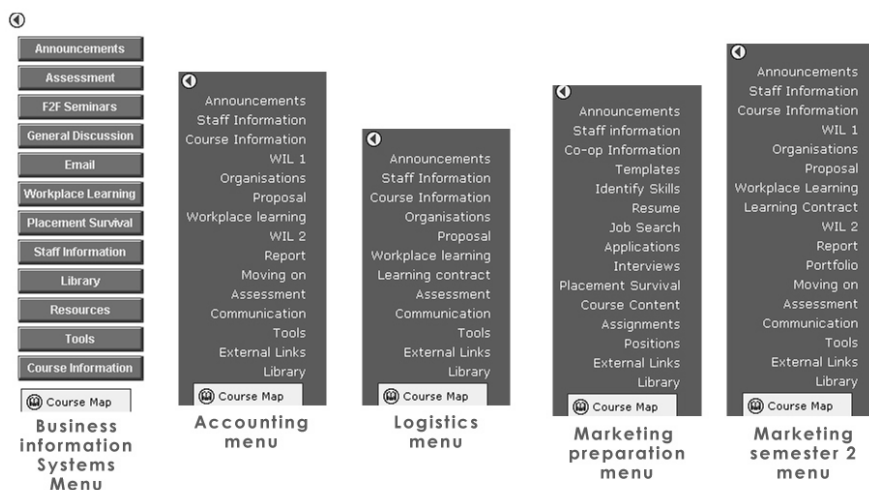 Announcements
Assessment
F2F Seminars
General Discussion
Email
Workplace Learning
Placement Survival
Staff Information
Library
Resources
Tools
Course Information
Course Map
Business
information
Systems
Menu
Announcements
Staff Information
Course Information
WIL 1
Organisations
Proposal
Workplace learning
WIL 2
Report
Moving on
Assessment
Communication
Tools
External Links
Library
Course Map
Accounting
menu
Announcements
Staff Information
Course Information
Organisations
Proposal
Workplace learning
Learning contract
Assessment
Communication
Tools
External Links
Library
Course Map
Logistics
menu
Announcements
Staff information
Co-op Information
Templates
Identify Skills
Resume
Job Search
Applications
Interviews
Placement Survival
Course Content
Assignments
Positions
External Links
Library
Course Map
Marketing
preparation
menu
Announcements
Staff Information
Course Information
WIL 1
Organisations
Proposal
Workplace Learning
Learning Contract
WIL 2
Report
Portfolio
Moving on
Assessment
Communication
Tools
External Links
Library
Course Map
Marketing
semester 2
menu